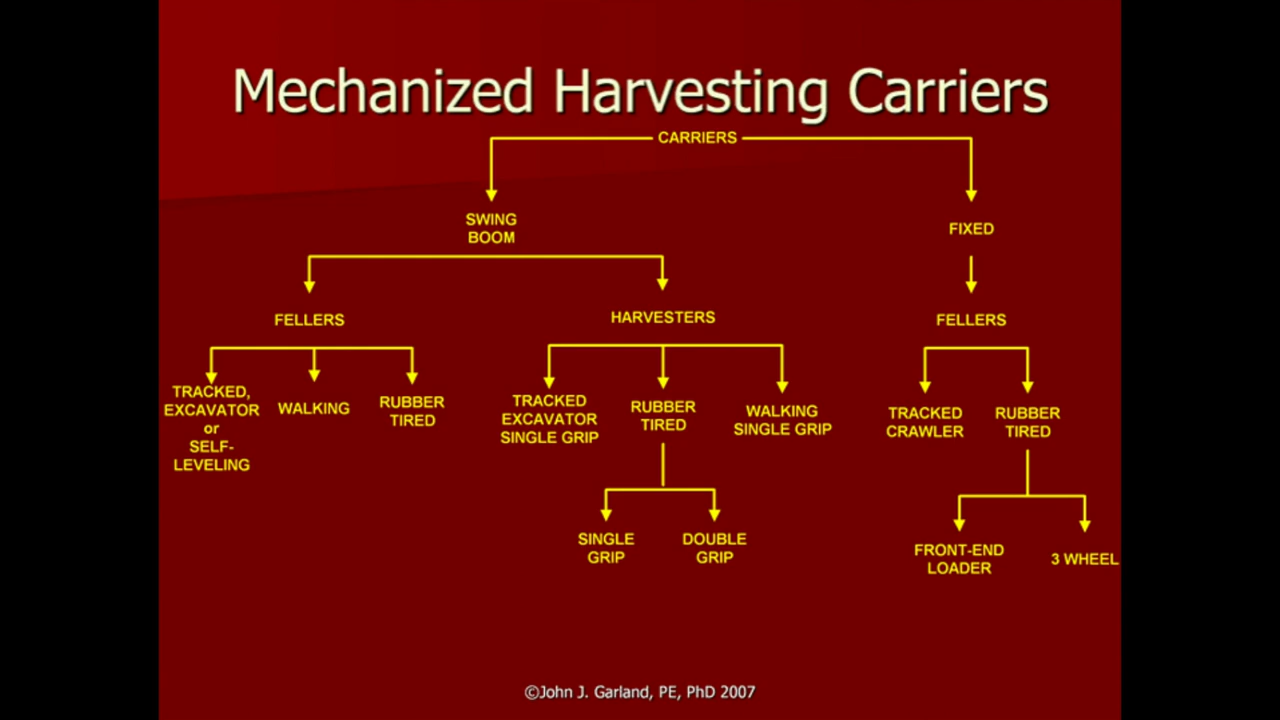 Mechanized Harvesting Carriers
CARRIERS
SWING
BOOM
FIXED
FELLERS
HARVESTERS
FELLERS
TRACKED,
EXCAVATOR
or
SELF-
LEVELING
WALKING
RUBBER
TIRED
TRACKED
EXCAVATOR
SINGLE GRIP
RUBBER
TIRED
WALKING
SINGLE GRIP
TRACKED
CRAWLER
RUBBER
TIRED
SINGLE
GRIP
DOUBLE
GRIP
FRONT-END
LOADER
3 WHEEL
©John J. Garland, PE, PhD 2007